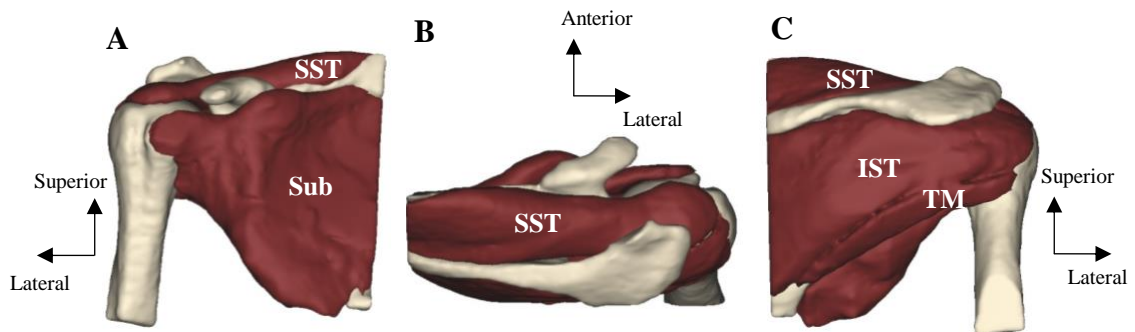 A
SST
Sub
Superior
Lateral
B
Anterior
Lateral
SST
C
SST
IST
TM
Superior
Lateral